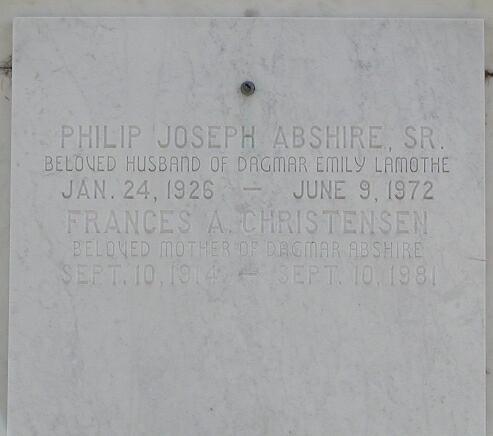 PHILIP JOSEPH ABSHIRE, SR.
BELOVED HUSBAND OF DAGMAR EMILY LAMOTHE
JAN. 24, 1926 — JUNE 9, 1972
FRANCES A. CHRISTENSEN
BELOVED MOTHER OF DAGMAR ABSHIRE
SEPT. 10, 1914 — SEPT. 10, 1981